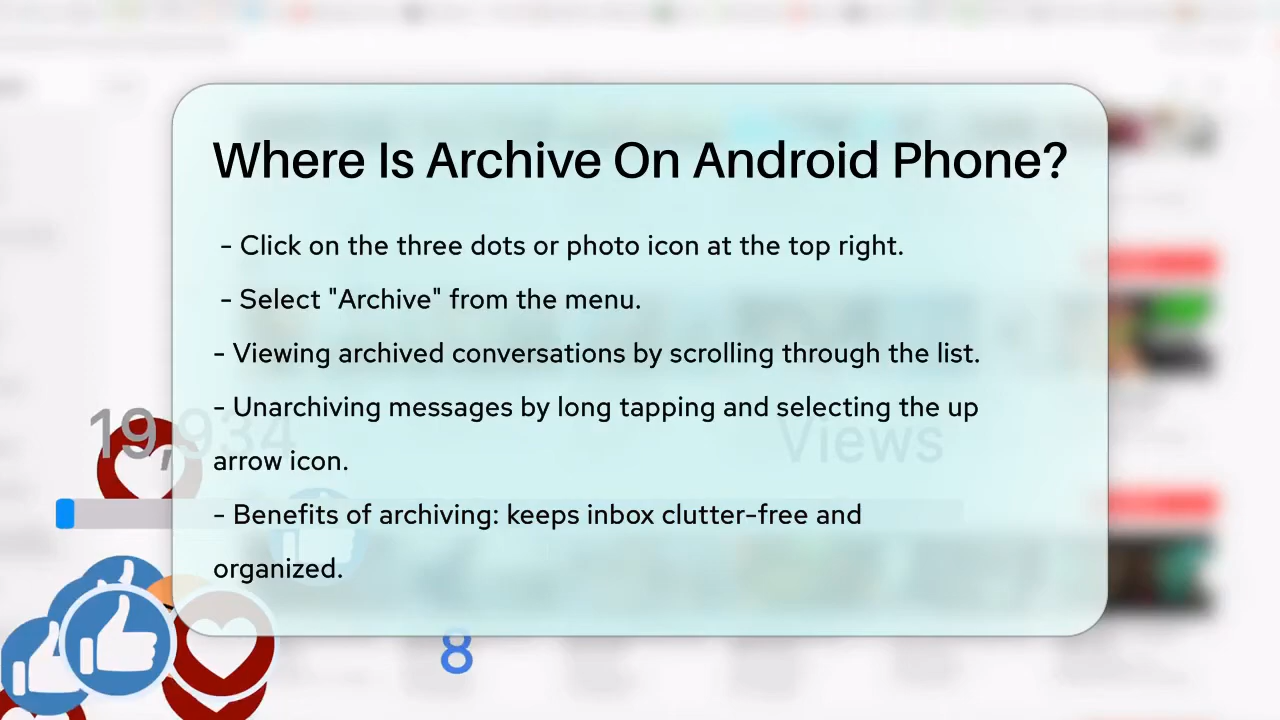 Where Is Archive On Android Phone?
- Click on the three dots or photo icon at the top right.
- Select "Archive" from the menu.
- Viewing archived conversations by scrolling through the list.
- Unarchiving messages by long tapping and selecting the up
arrow icon.
19,934
Views
- Benefits of archiving: keeps inbox clutter-free and
organized.
8